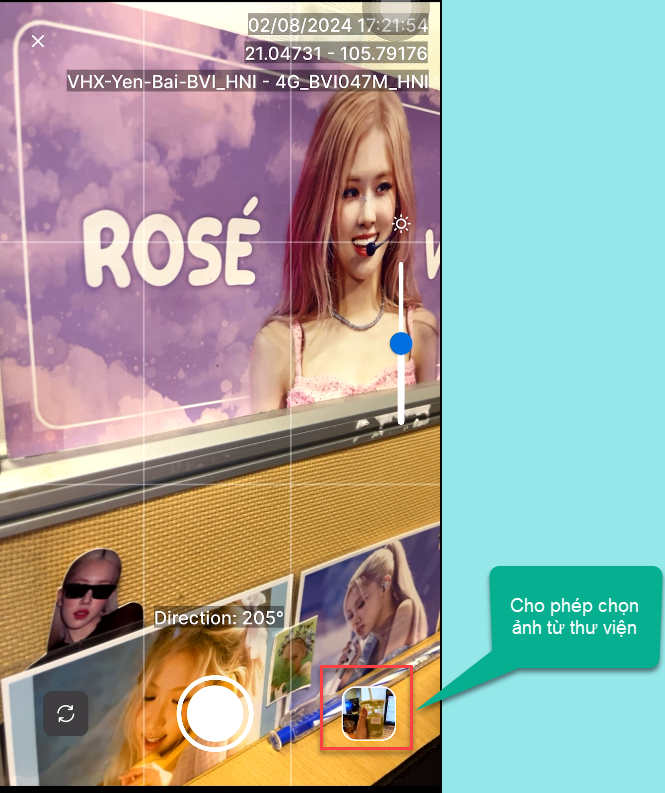 02/08/2024 17:21:54
21.04731 - 105.79176
VHX-Yen-Bai-BVI_HNI - 4G_BVI047M_HNI
ROSÉ
Direction: 205°
Cho phép chọn
ảnh từ thư viện